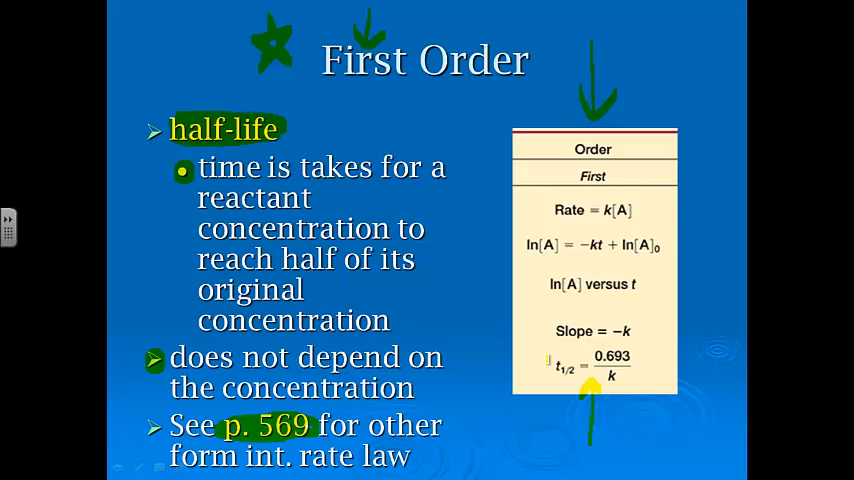 First Order
half-life
time is takes for a
reactant
concentration to
reach half of its
original
concentration
does not depend on
the concentration
See p. 569 for other
form int. rate law
Order
First
Rate = k[A]
ln[A] = −kt + ln[A]₀
ln[A] versus t
Slope = −k
t₁/₂ = 0.693/k